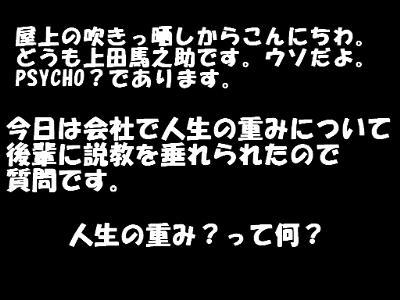 屋上の吹きっ晒しからこんにちわ。
どうも上田馬之助です。ウソだよ。
PSYCHO?であります。
今日は会社で人生の重みについて
後輩に説教を垂れられたので
質問です。
人生の重み?って何?